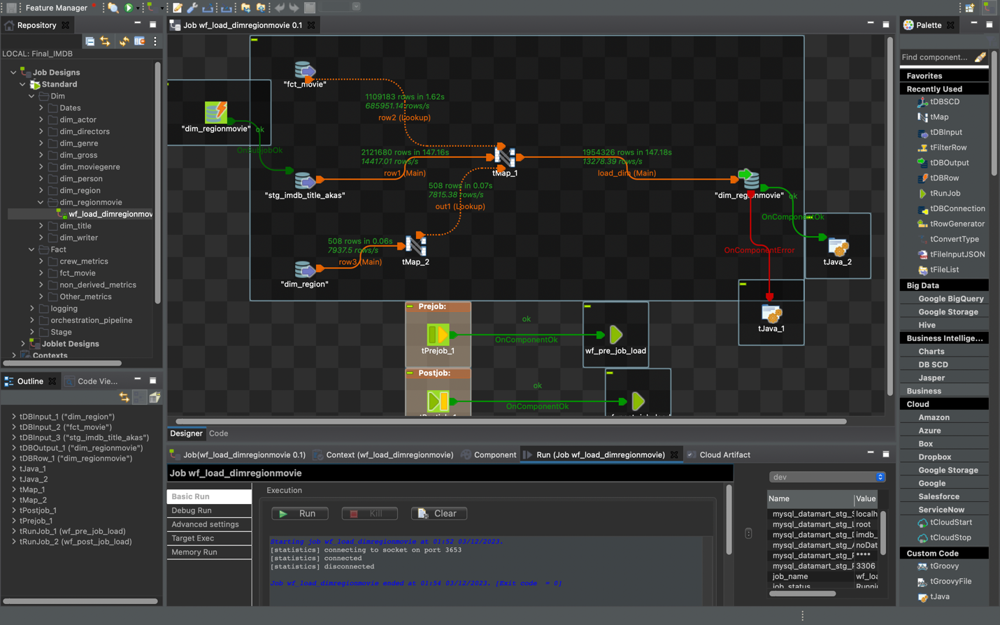 Feature Manager
Repository
LOCAL: Final_IMDB
Job Designs
Standard
Dim
Dates
dim_actor
dim_directors
dim_genre
dim_gross
dim_moviegenre
dim_person
dim_region
dim_regionmovie
wf_load_dimregionmov
dim_title
dim_writer
Fact
crew_metrics
fct_movie
non_derived_metrics
Other_metrics
logging
orchestration_pipeline
Stage
Joblet Designs
Contexts
Outline
Code Vie...
tDBInput_1 ("dim_region")
tDBInput_2 ("fct_movie")
tDBInput_3 ("stg_imdb_title_akas")
tDBOutput_1 ("dim_regionmovie")
tDBRow_1 ("dim_regionmovie")
tJava_1
tJava_2
tMap_1
tMap_2
tPostjob_1
tPrejob_1
tRunJob_1 (wf_pre_job_load)
tRunJob_2 (wf_post_job_load)
Job wf_load_dimregionmovie 0.1
"fct_movie"
1109183 rows in 1.62s
685951.14 rows/s
row2 (Lookup)
"dim_regionmovie"
ok
OnSubjobOk
2121680 rows in 147.16s
14417.01 rows/s
row1 (Main)
"stg_imdb_title_akas"
tMap_1
1954326 rows in 147.18s
13278.39 rows/s
load_dim (Main)
"dim_regionmovie"
ok
508 rows in 0.07s
7815.38 rows/s
out1 (Lookup)
OnComponentOk
508 rows in 0.06s
7937.5 rows/s
row3 (Main)
tMap_2
"dim_region"
OnComponentError
tJava_2
tJava_1
Prejob:
tPrejob_1
ok
OnComponentOk
wf_pre_job_load
Postjob:
ok
OnComponentOk
Designer
Code
Job(wf_load_dimregionmovie 0.1)
Context (wf_load_dimregionmovie)
Component
Run (Job wf_load_dimregionmovie)
Cloud Artifact
Job wf_load_dimregionmovie
Basic Run
Debug Run
Advanced settings
Target Exec
Memory Run
Execution
Run
Kill
Clear
Starting job wf_load_dimregionmovie at 01:52 03/12/2023.
[statistics] connecting to socket on port 3653
[statistics] connected
[statistics] disconnected
Job wf_load_dimregionmovie ended at 01:54 03/12/2023. [Exit code  = 0]
dev
Name Value
mysql_datamart_stg_ localh
mysql_datamart_stg_ root
mysql_datamart_stg_ imdb_
mysql_datamart_stg_ noDat
mysql_datamart_stg_ ****
mysql_datamart_stg_ 3306
job_name wf_loa
job_status Runnin
Palette
Find component...
Favorites
Recently Used
tDBSCD
tMap
tDBInput
tFilterRow
tDBOutput
tDBRow
tRunJob
tDBConnection
tRowGenerator
tConvertType
tFileInputJSON
tFileList
Big Data
Google BigQuery
Google Storage
Hive
Business Intellige...
Charts
DB SCD
Jasper
Business
Cloud
Amazon
Azure
Box
Dropbox
Google Storage
Google
Salesforce
ServiceNow
tCloudStart
tCloudStop
Custom Code
tGroovy
tGroovyFile
tJava